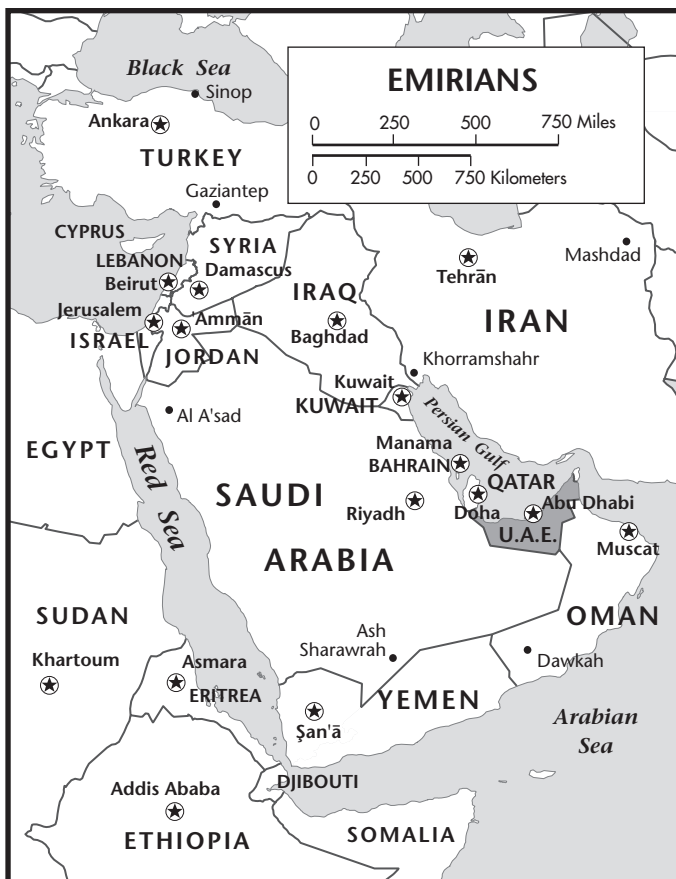 EMIRIANS
0 250 500 750 Miles
0 250 500 750 Kilometers
Black Sea
Sinop
Ankara
TURKEY
Gaziantep
CYPRUS
SYRIA
LEBANON
Damascus
Beirut
Tehrān
Mashdad
IRAQ
Jerusalem
'Ammān
Baghdad
IRAN
ISRAEL
JORDAN
Khorramshahr
Kuwait
KUWAIT
Al A'sad
Persian Gulf
EGYPT
Red Sea
Manama
BAHRAIN
QATAR
SAUDI
Riyadh
Doha
Abu Dhabi
U.A.E.
Muscat
ARABIA
SUDAN
OMAN
Ash
Sharawrah
Dawkah
Khartoum
Asmara
ERITREA
YEMEN
Şan'ā
Arabian
Sea
DJIBOUTI
Addis Ababa
ETHIOPIA
SOMALIA